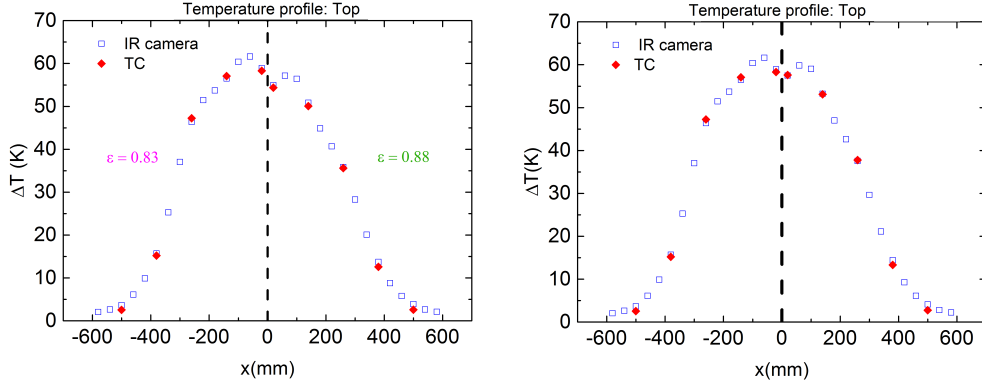 Temperature profile: Top
IR camera
TC
ε = 0.83
ε = 0.88
ΔT (K)
70
60
50
40
30
20
10
0
-600 -400 -200 0 200 400 600
x(mm)
Temperature profile: Top
IR camera
TC
ΔT(K)
70
60
50
40
30
20
10
0
-600 -400 -200 0 200 400 600
x(mm)